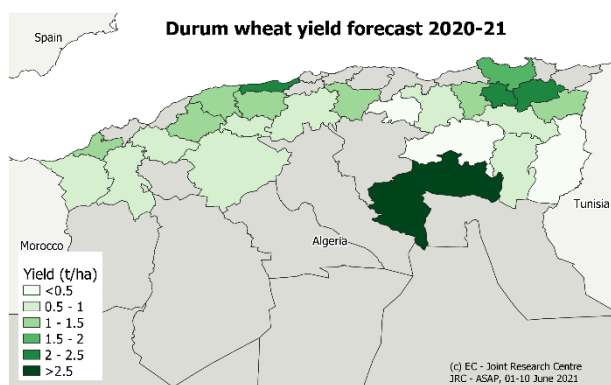 Durum wheat yield forecast 2020-21
Spain
Tunisia
Morocco
Algeria
Yield (t/ha)
<0.5
0.5 - 1
1 - 1.5
1.5 - 2
2 - 2.5
>2.5
(c) EC - Joint Research Centre
JRC - ASAP, 01-10 June 2021